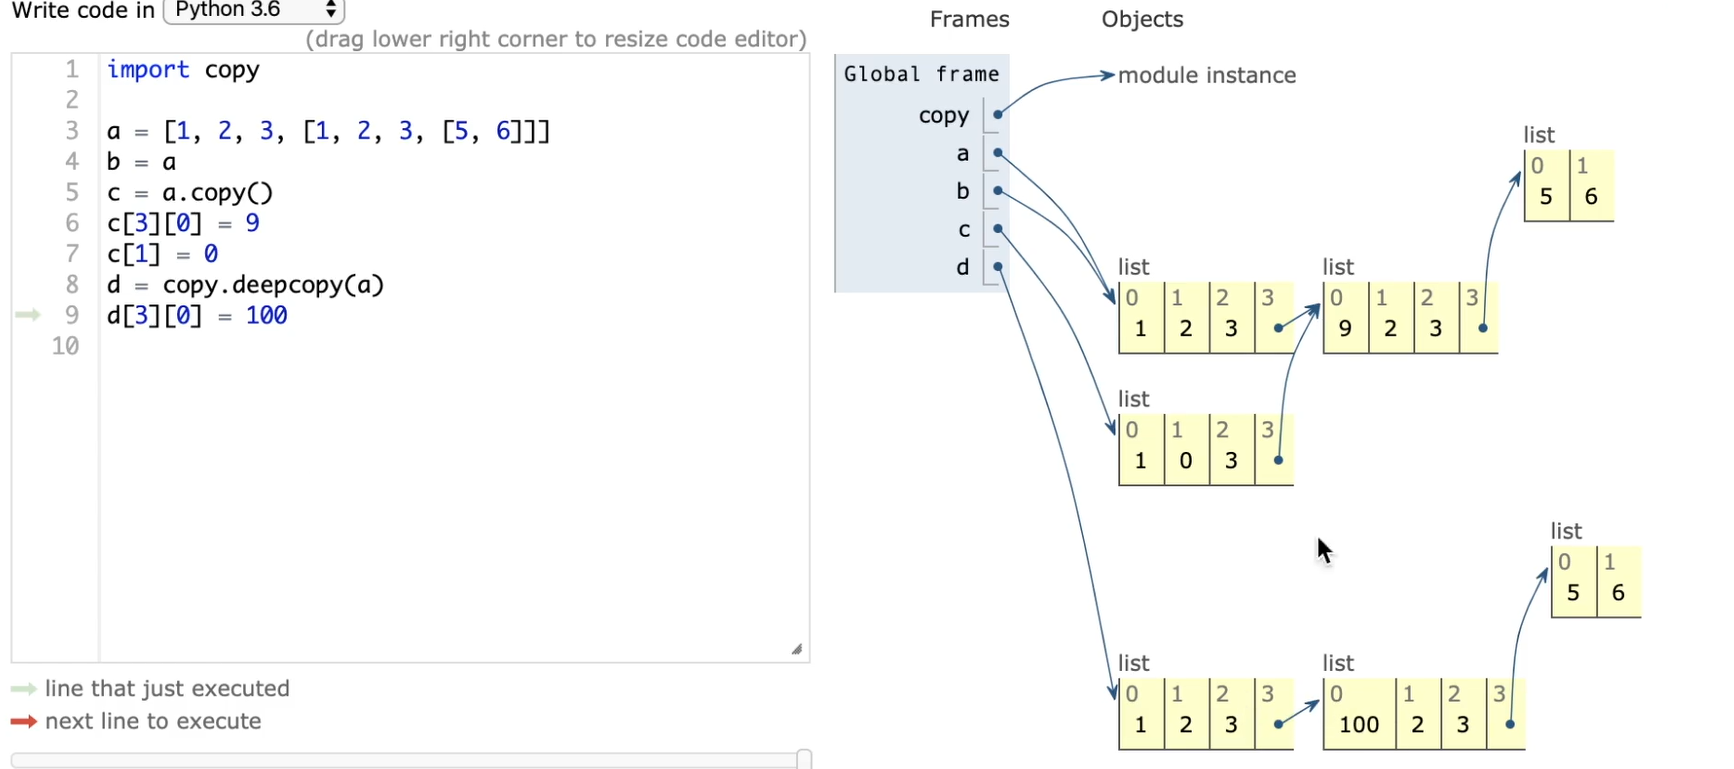 Write code in Python 3.6
(drag lower right corner to resize code editor)
1 import copy
2
3 a = [1, 2, 3, [1, 2, 3, [5, 6]]]
4 b = a
5 c = a.copy()
6 c[3][0] = 9
7 c[1] = 0
8 d = copy.deepcopy(a)
9 d[3][0] = 100
10
line that just executed
next line to execute
Frames Objects
Global frame
copy
a
b
c
d
module instance
list
0 1
5 6
list
0 1 2 3
1 2 3
list
0 1 2 3
9 2 3
list
0 1 2 3
1 0 3
list
0 1
5 6
list
0 1 2 3
1 2 3
list
0 1 2 3
100 2 3